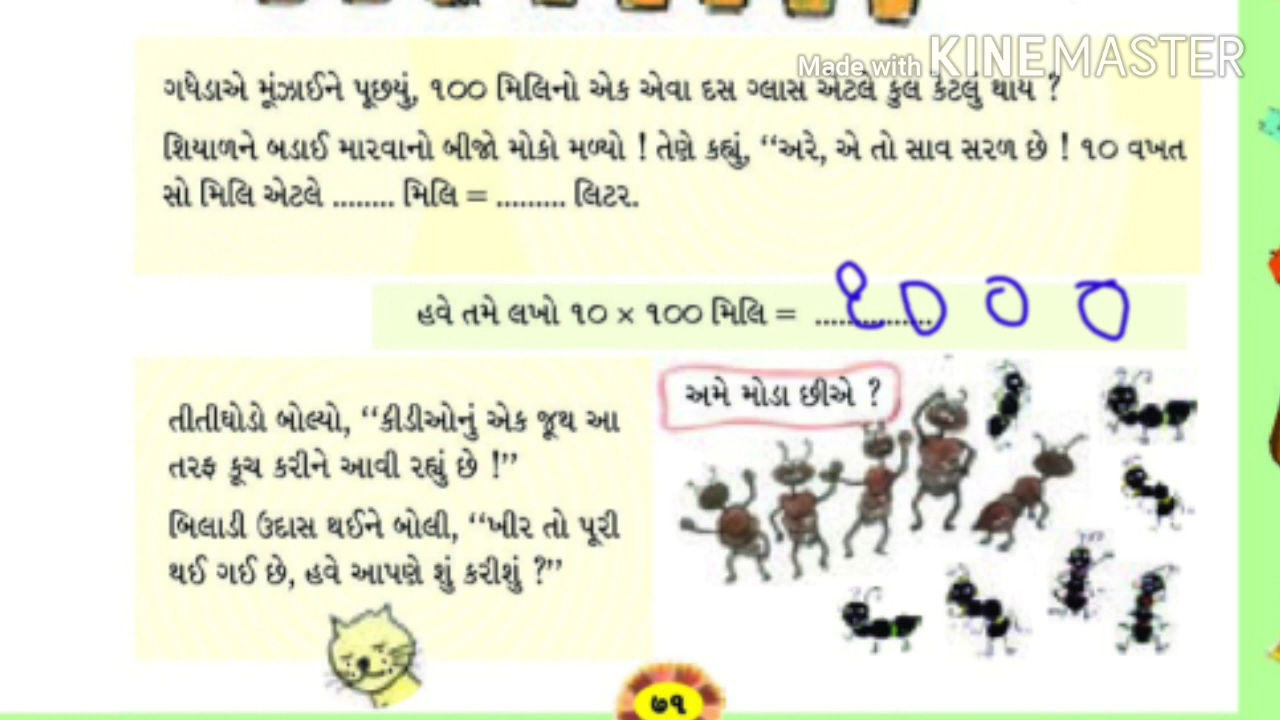 Made with KINEMASTER
ગધેડાએ મૂંઝાઈને પૂછયું, ૧૦૦ મિલિનો એક એવા દસ ગ્લાસ એટલે કુલ કેટલું થાય ?
શિયાળને બડાઈ મારવાનો બીજો મોકો મળ્યો ! તેણે કહ્યું, “અરે, એ તો સાવ સરળ છે ! ૧૦ વખત
સો મિલિ એટલે ........ મિલિ = ......... લિટર.
હવે તમે લખો ૧૦ × ૧૦૦ મિલિ = ............... ૧૦૦૦
અમે મોડા છીએ ?
તીતીઘોડો બોલ્યો, “કીડીઓનું એક જૂથ આ
તરફ કૂચ કરીને આવી રહ્યું છે !”
બિલાડી ઉદાસ થઈને બોલી, “ખીર તો પૂરી
થઈ ગઈ છે, હવે આપણે શું કરીશું ?”
૭૧